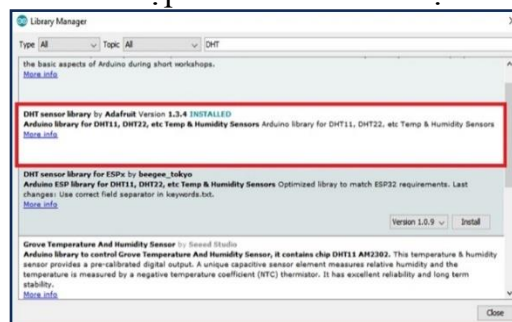 Library Manager
Type All Topic All DHT
the basic aspects of Arduino during short workshops.
More info
DHT sensor library by Adafruit Version 1.3.4 INSTALLED
Arduino library for DHT11, DHT22, etc Temp & Humidity Sensors Arduino library for DHT11, DHT22, etc Temp & Humidity Sensors
More info
DHT sensor library for ESPx by beegee_tokyo
Arduino ESP library for DHT11, DHT22, etc Temp & Humidity Sensors Optimized libray to match ESP32 requirements. Last
changes: Use correct field separator in keywords.txt.
More info
Version 1.0.9 Install
Grove Temperature And Humidity Sensor by Seeed Studio
Arduino library to control Grove Temperature And Humidity Sensor, it contains chip DHT11 AM2302. This temperature & humidity
sensor provides a pre-calibrated digital output. A unique capacitive sensor element measures relative humidity and the
temperature is measured by a negative temperature coefficient (NTC) thermistor. It has excellent reliability and long term
stability.
More info
Close